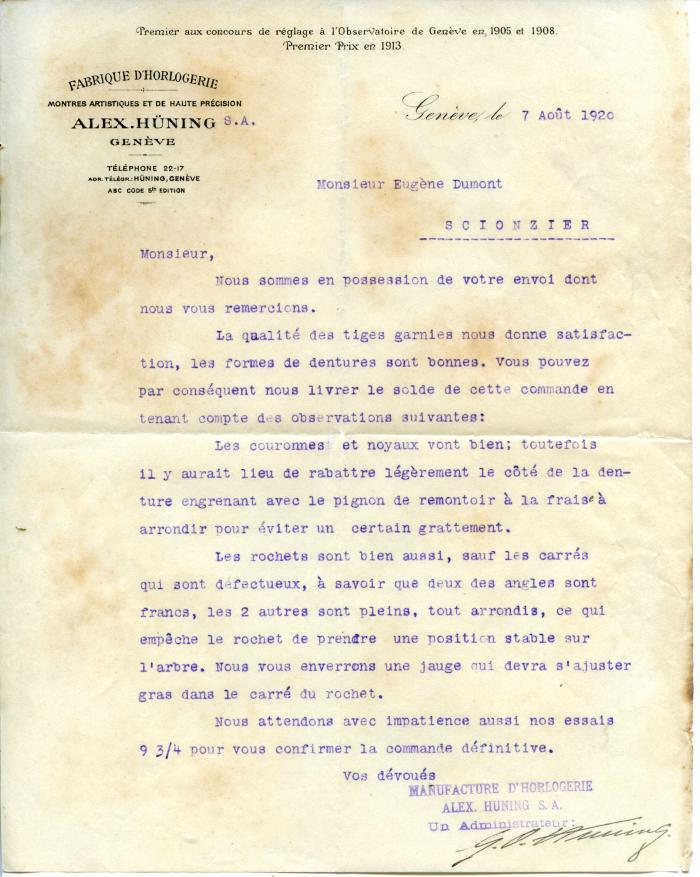 Premier aux concours de réglage à l'Observatoire de Genève en, 1905 et 1908.
Premier Prix en 1913.
FABRIQUE D'HORLOGERIE
MONTRES ARTISTIQUES ET DE HAUTE PRÉCISION
ALEX. HÜNING S.A.
GENÈVE
TÉLÉPHONE 22-17
ADR. TÉLÉGR.: HÜNING, GENÈVE
ABC CODE 5th EDITION
Genève, le 7 Août 1920
Monsieur Eugène Dumont
SCIONZIER
Monsieur,
Nous sommes en possession de votre envoi dont
nous vous remercions.
La qualité des tiges garnies nous donne satisfac-
tion, les formes de dentures sont bonnes. Vous pouvez
par conséquent nous livrer le solde de cette commande en
tenant compte des observations suivantes:
Les couronnes et noyaux vont bien; toutefois
il y aurait lieu de rabattre légèrement le côté de la den-
ture engrenant avec le pignon de remontoir à la fraise à
arrondir pour éviter un certain grattement.
Les rochets sont bien aussi, sauf les carrés
qui sont défectueux, à savoir que deux des angles sont
francs, les 2 autres sont pleins, tout arrondis, ce qui
empêche le rochet de prendre une position stable sur
l'arbre. Nous vous enverrons une jauge qui devra s'ajuster
gras dans le carré du rochet.
Nous attendons avec impatience aussi nos essais
9 3/4 pour vous confirmer la commande définitive.
Vos dévoués
MANUFACTURE D'HORLOGERIE
ALEX. HUNING S.A.
Un Administrateur:
Huning.